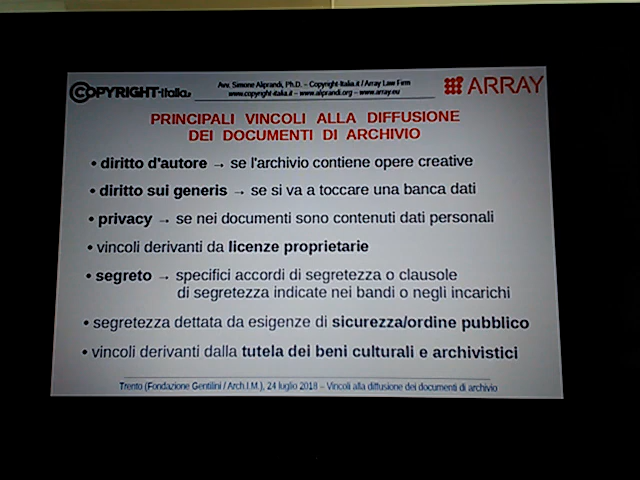 COPYRIGHT-Italia.it
Avv. Simone Aliprandi, Ph.D. – Copyright-Italia.it / Array Law Firm
www.copyright-italia.it – www.aliprandi.org – www.array.eu
ARRAY
PRINCIPALI VINCOLI ALLA DIFFUSIONE
DEI DOCUMENTI DI ARCHIVIO
• diritto d'autore → se l'archivio contiene opere creative
• diritto sui generis → se si va a toccare una banca dati
• privacy → se nei documenti sono contenuti dati personali
• vincoli derivanti da licenze proprietarie
• segreto → specifici accordi di segretezza o clausole
di segretezza indicate nei bandi o negli incarichi
• segretezza dettata da esigenze di sicurezza/ordine pubblico
• vincoli derivanti dalla tutela dei beni culturali e archivistici
Trento (Fondazione Gentilini / Arch.I.M.), 24 luglio 2018 – Vincoli alla diffusione dei documenti di archivio